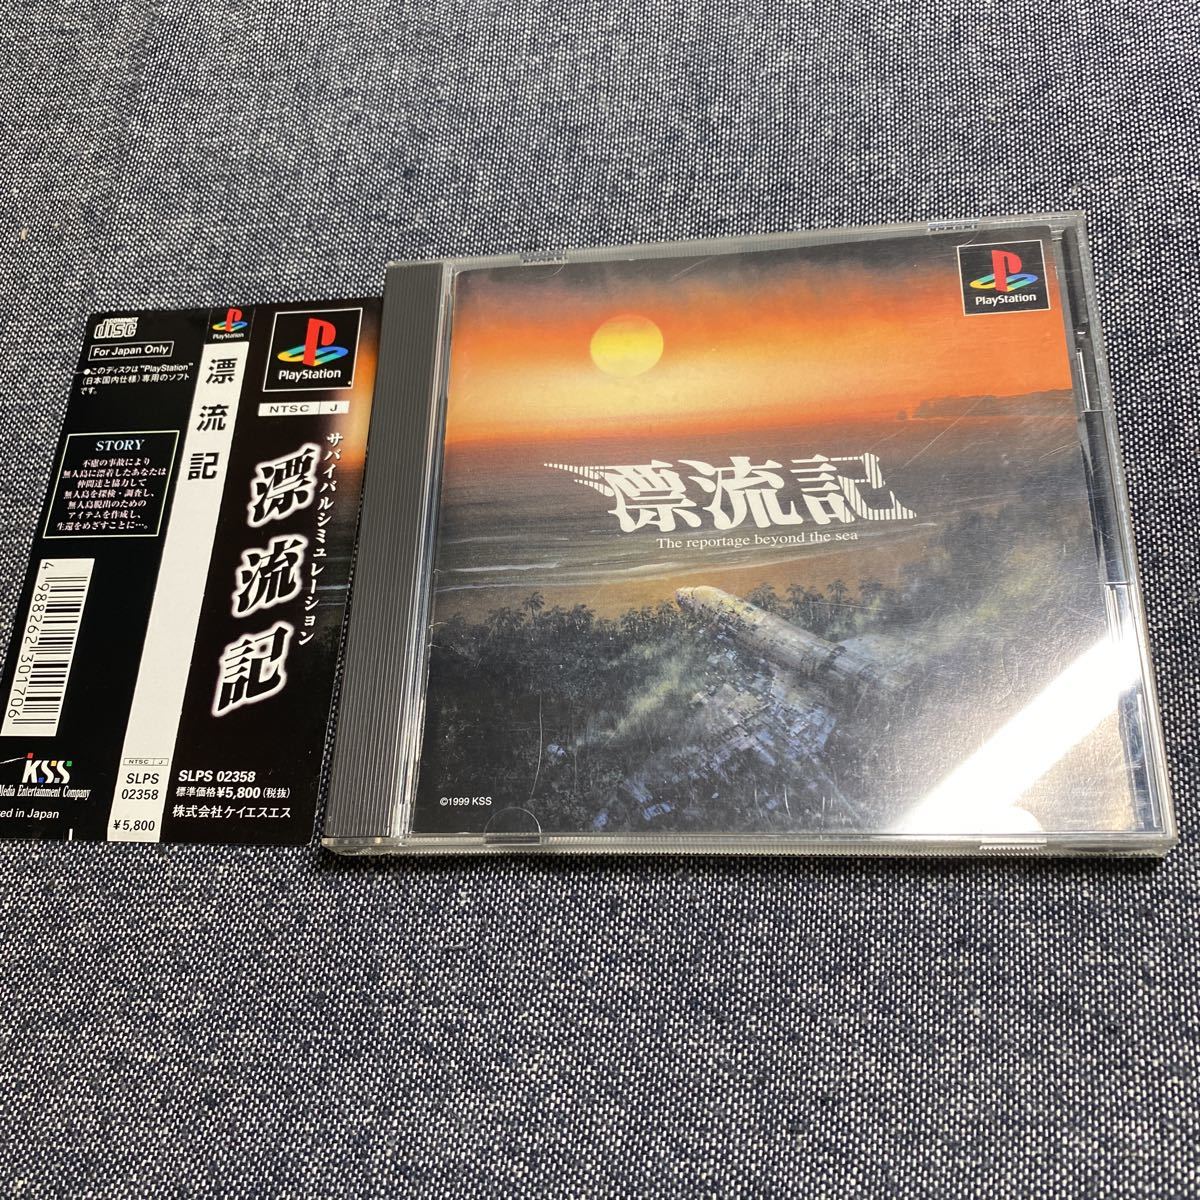 COMPACT
disc
For Japan Only
●このディスクは"PlayStation"
(日本国内仕様)専用のソフト
です。
STORY
不慮の事故により
無人島に漂着したあなたは
仲間達と協力して
無人島を探検・調査し、
無人島脱出のための
アイテムを作成し、
生還をめざすことに…。
4 988262 301706
KSS
Media Entertainment Company
in Japan
PlayStation
漂流記
NTSC J
SLPS
02358
¥5,800
PlayStation
NTSC J
サバイバルシミュレーション
漂流記
SLPS 02358
標準価格¥5,800(税抜)
株式会社ケイエスエス
PlayStation
漂流記
The reportage beyond the sea
©1999 KSS